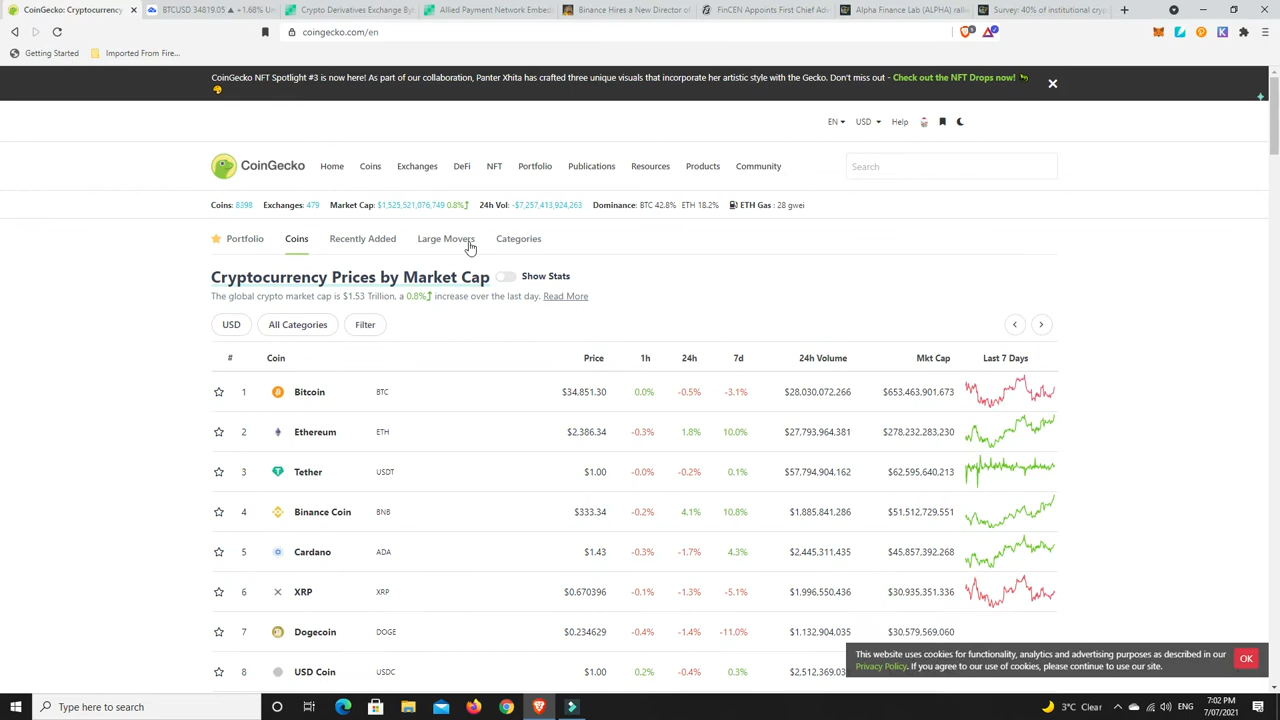 CoinGecko: Cryptocurrency
BTCUSD 34819.05 ▲ +1.68% Un
Crypto Derivatives Exchange By
Allied Payment Network Embed
Binance Hires a New Director of
FinCEN Appoints First Chief Adv
Alpha Finance Lab (ALPHA) rallie
Survey: 40% of institutional cryp
coingecko.com/en
Getting Started
Imported From Fire...
CoinGecko NFT Spotlight #3 is now here! As part of our collaboration, Panter Xhita has crafted three unique visuals that incorporate her artistic style with the Gecko. Don't miss out - Check out the NFT Drops now!
EN
USD
Help
CoinGecko
Home
Coins
Exchanges
DeFi
NFT
Portfolio
Publications
Resources
Products
Community
Search
Coins: 8398
Exchanges: 479
Market Cap: $1,525,521,076,749 0.8%
24h Vol: -$7,257,413,924,263
Dominance: BTC 42.8% ETH 18.2%
ETH Gas: 28 gwei
Portfolio
Coins
Recently Added
Large Movers
Categories
Cryptocurrency Prices by Market Cap
Show Stats
The global crypto market cap is $1.53 Trillion, a 0.8% increase over the last day. Read More
USD
All Categories
Filter
# Coin Price 1h 24h 7d 24h Volume Mkt Cap Last 7 Days
1 Bitcoin BTC $34,851.30 0.0% -0.5% -3.1% $28,030,072,266 $653,463,901,673
2 Ethereum ETH $2,386.34 -0.3% 1.8% 10.0% $27,793,964,381 $278,232,283,230
3 Tether USDT $1.00 -0.0% -0.2% 0.1% $57,794,904,162 $62,595,640,213
4 Binance Coin BNB $333.34 -0.2% 4.1% 10.8% $1,885,841,286 $51,512,729,551
5 Cardano ADA $1.43 -0.3% -1.7% 4.3% $2,445,311,435 $45,857,392,268
6 XRP XRP $0.670396 -0.1% -1.3% -5.1% $1,996,550,436 $30,935,351,336
7 Dogecoin DOGE $0.234629 -0.4% -1.4% -11.0% $1,132,904,035 $30,579,569,060
8 USD Coin USDC $1.00 0.2% -0.4% 0.3% $2,512,369,03
This website uses cookies for functionality, analytics and advertising purposes as described in our
Privacy Policy. If you agree to our use of cookies, please continue to use our site.
OK
Type here to search
3°C Clear
ENG
7:02 PM
7/07/2021